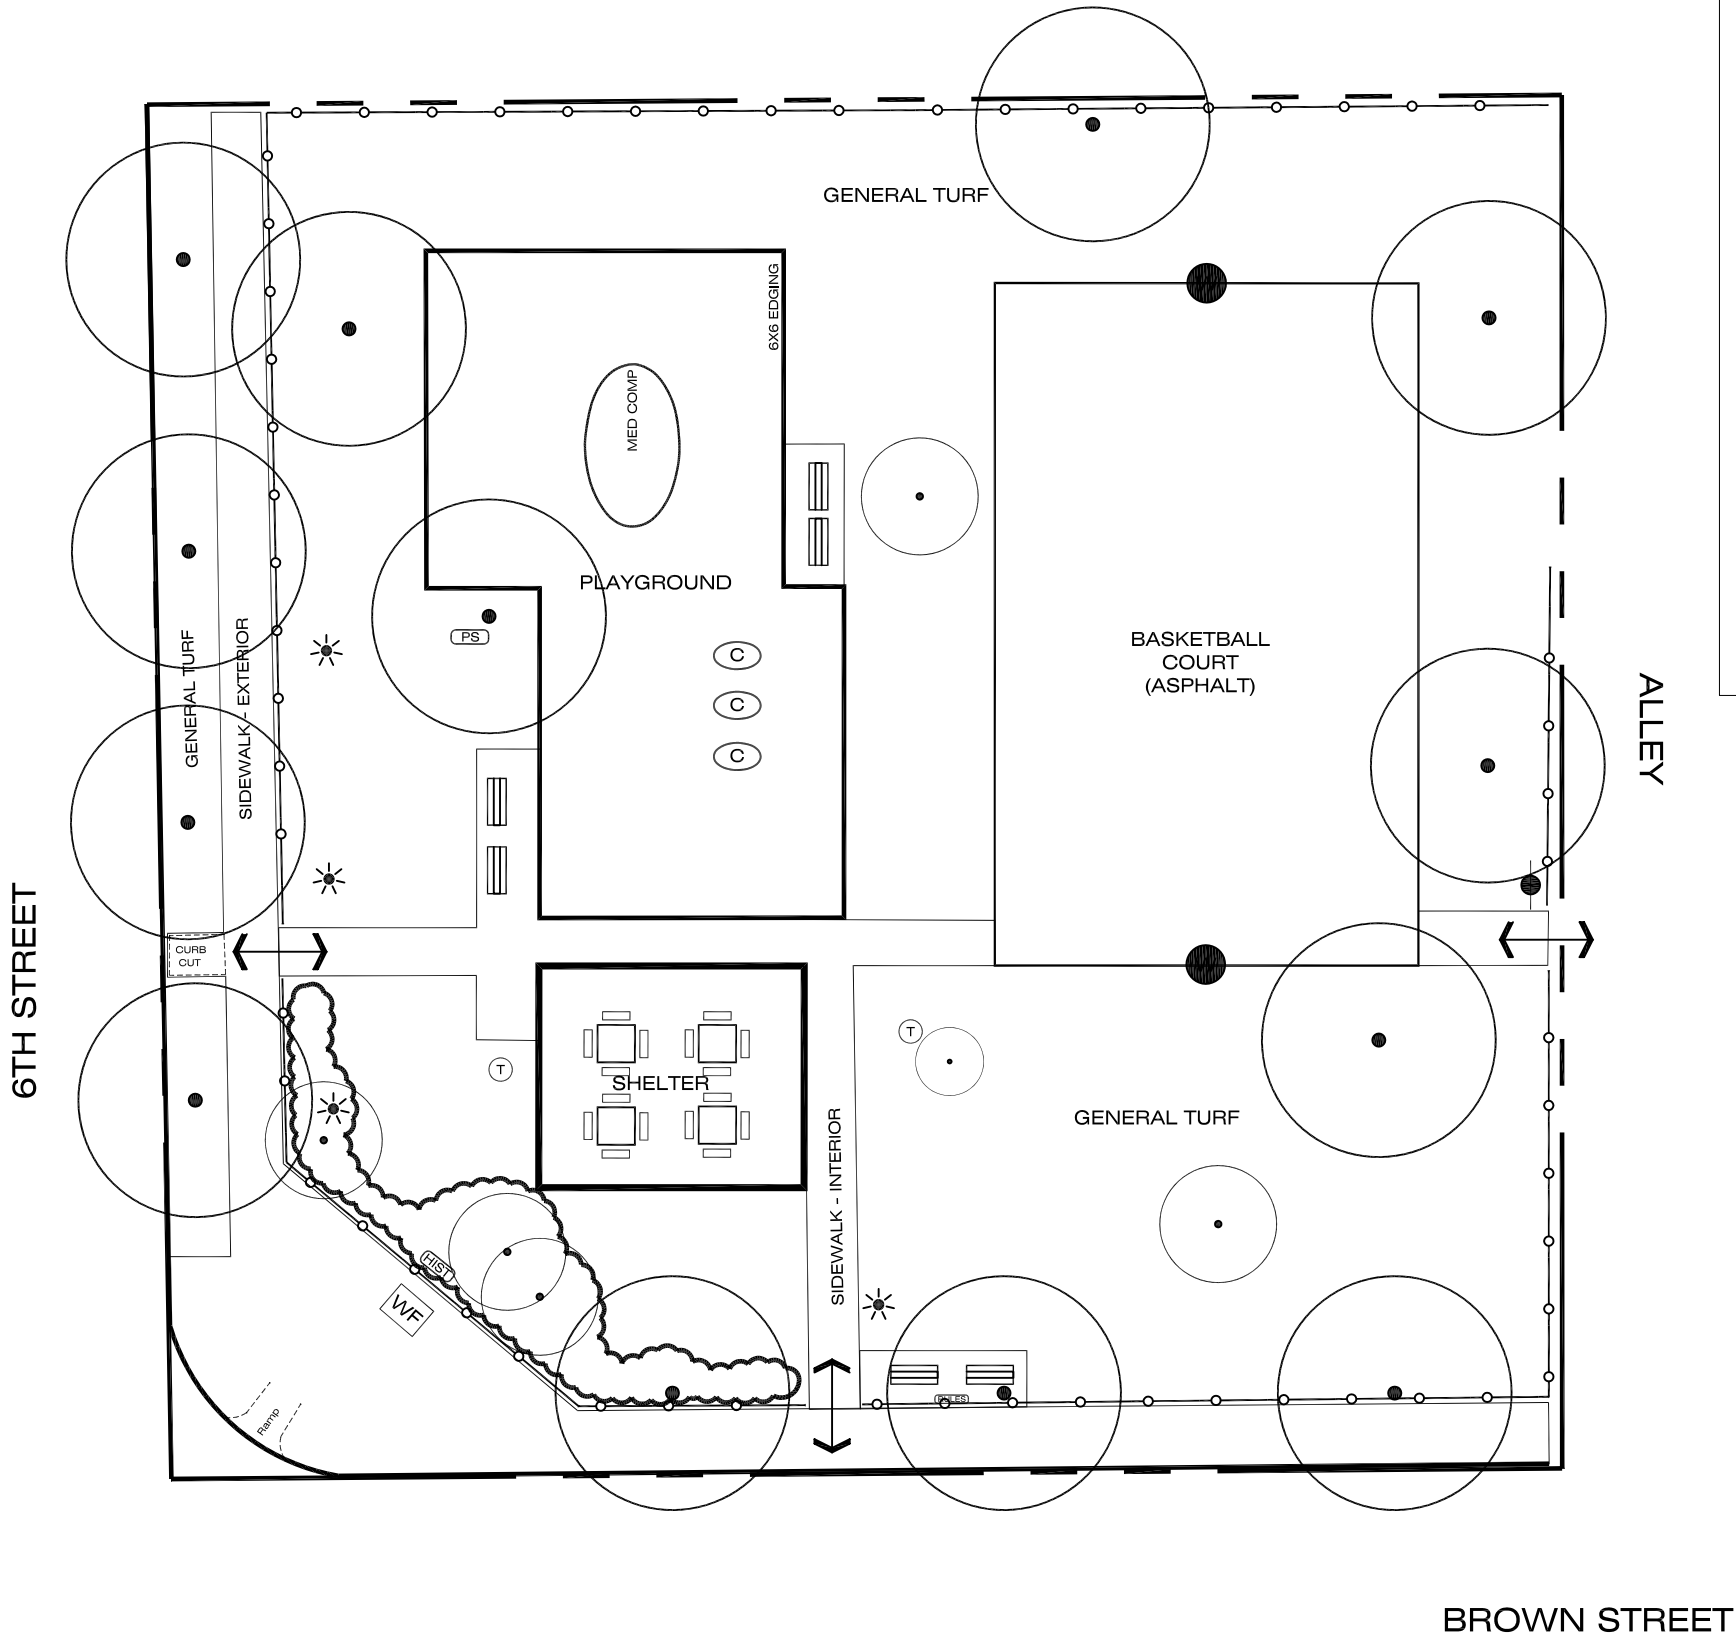 GENERAL TURF
6X6 EDGING
MED COMP
PLAYGROUND
PS
C
C
C
BASKETBALL
COURT
(ASPHALT)
GENERAL TURF
SIDEWALK - EXTERIOR
ALLEY
6TH STREET
CURB
CUT
T
T
SHELTER
GENERAL TURF
SIDEWALK - INTERIOR
HIST
WF
RULES
Ramp
BROWN STREET